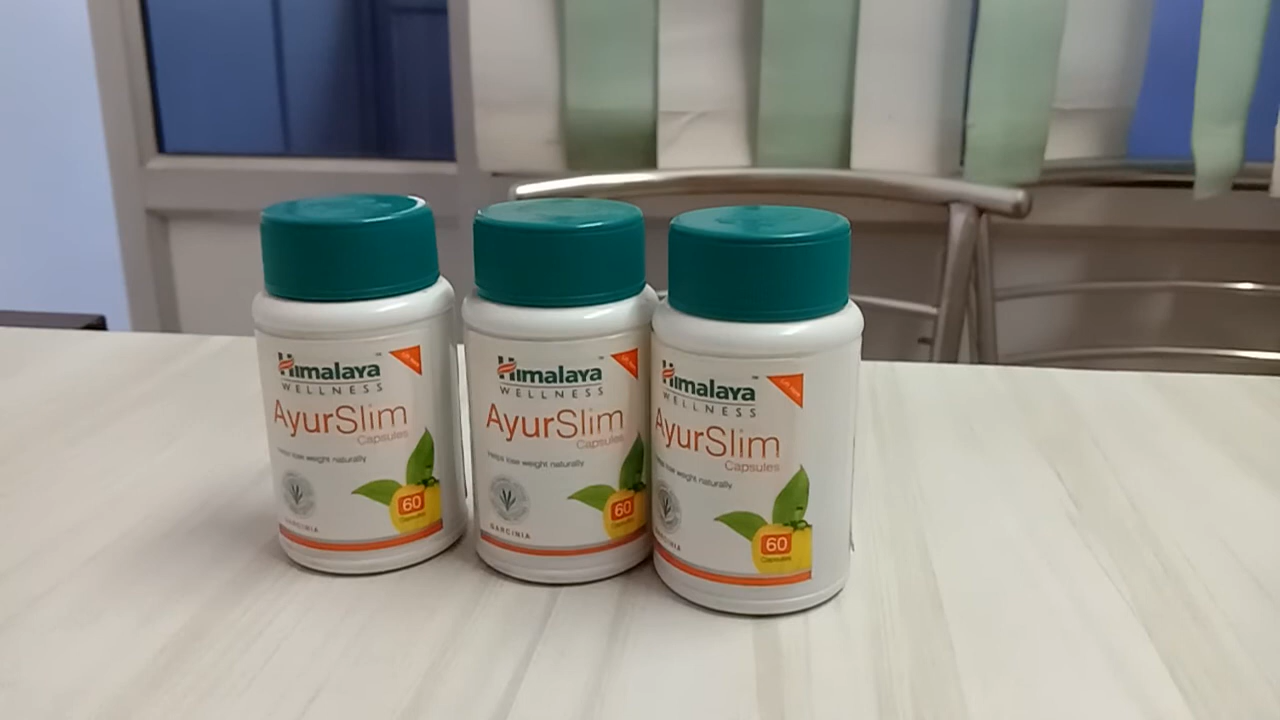 Himalaya
WELLNESS
AyurSlim
Capsules
Helps lose weight naturally
GARCINIA
60
Capsules
Himalaya
WELLNESS
AyurSlim
Capsules
Helps lose weight naturally
GARCINIA
60
Capsules
Himalaya
WELLNESS
AyurSlim
Capsules
Helps lose weight naturally
GARCINIA
60
Capsules